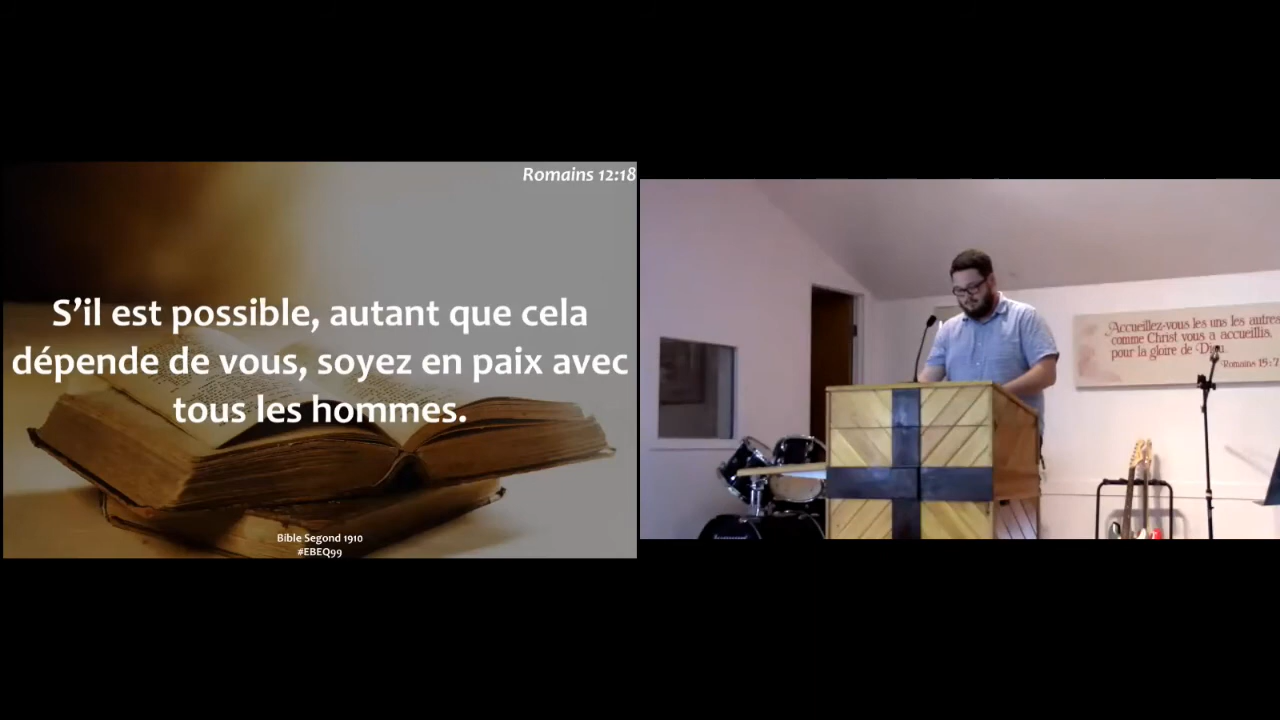 Romains 12:18
S’il est possible, autant que cela
dépende de vous, soyez en paix avec
tous les hommes.
Bible Segond 1910
#EBEQ99
Accueillez-vous les uns les autres
comme Christ vous a accueillis,
pour la gloire de Dieu.
Romains 15:7